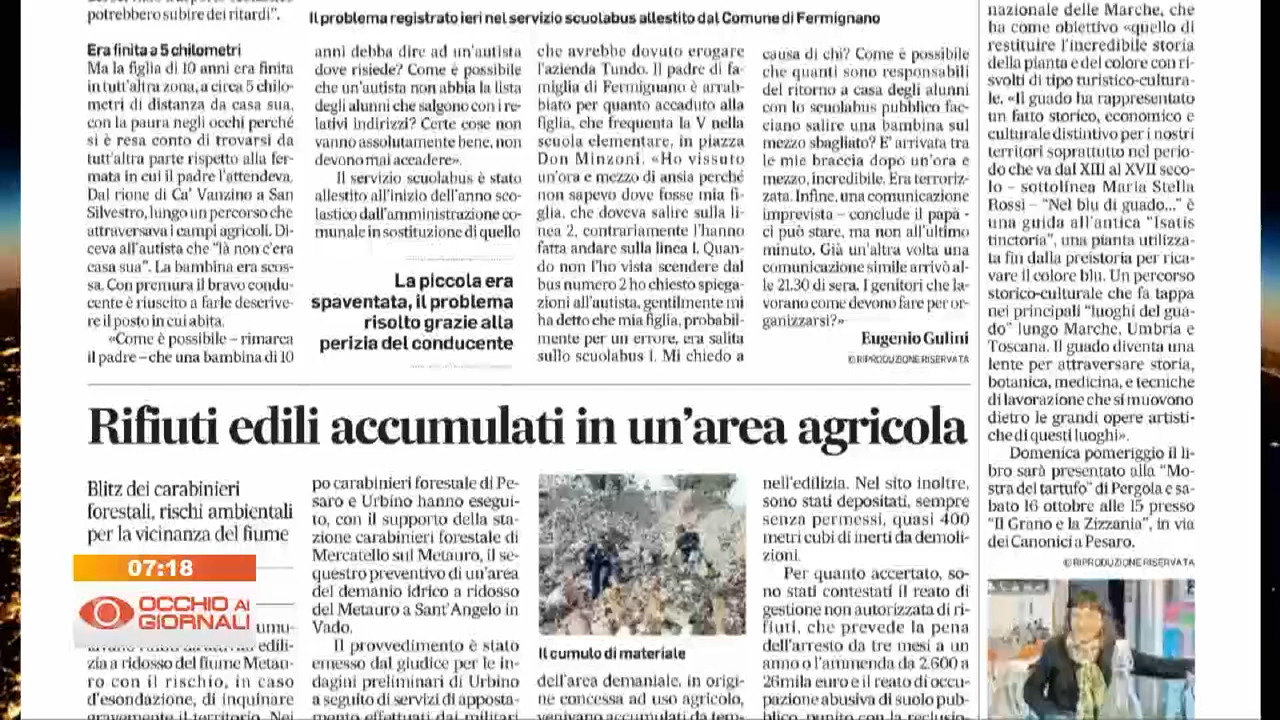 potrebbero subire dei ritardi”.
Era finita a 5 chilometri
Ma la figlia di 10 anni era finita
in tutt'altra zona, a circa 5 chilo-
metri di distanza da casa sua,
con la paura negli occhi perché
si è resa conto di trovarsi da
tutt'altra parte rispetto alla fer-
mata in cui il padre l'attendeva.
Dal rione di Ca' Vanzino a San
Silvestro, lungo un percorso che
attraversava i campi agricoli. Di-
ceva all'autista che “là non c'era
casa sua”. La bambina era scos-
sa. Con premura il bravo condu-
cente è riuscito a farle descrive-
re il posto in cui abita.
«Come è possibile – rimarca
il padre – che una bambina di 10
Il problema registrato ieri nel servizio scuolabus allestito dal Comune di Fermignano
anni debba dire ad un'autista
dove risiede? Come è possibile
che un'autista non abbia la lista
degli alunni che salgono con i re-
lativi indirizzi? Certe cose non
vanno assolutamente bene, non
devono mai accadere».
Il servizio scuolabus è stato
allestito all'inizio dell'anno sco-
lastico dall'amministrazione co-
munale in sostituzione di quello
La piccola era
spaventata, il problema
risolto grazie alla
perizia del conducente
che avrebbe dovuto erogare
l'azienda Tundo. Il padre di fa-
miglia di Fermignano è arrab-
biato per quanto accaduto alla
figlia, che frequenta la V nella
scuola elementare, in piazza
Don Minzoni. «Ho vissuto
un'ora e mezzo di ansia perché
non sapevo dove fosse mia fi-
glia, che doveva salire sulla li-
nea 2, contrariamente l'hanno
fatta andare sulla linea 1. Quan-
do non l'ho vista scendere dal
bus numero 2 ho chiesto spiega-
zioni all'autista, gentilmente mi
ha detto che mia figlia, probabil-
mente per un errore, era salita
sullo scuolabus 1. Mi chiedo a
causa di chi? Come è possibile
che quanti sono responsabili
del ritorno a casa degli alunni
con lo scuolabus pubblico fac-
ciano salire una bambina sul
mezzo sbagliato? E' arrivata tra
le mie braccia dopo un'ora e
mezzo, incredibile. Era terroriz-
zata. Infine, una comunicazione
imprevista – conclude il papà -
ci può stare, ma non all'ultimo
minuto. Già un'altra volta una
comunicazione simile arrivò al-
le 21.30 di sera. I genitori che la-
vorano come devono fare per or-
ganizzarsi?»
Eugenio Gulini
©RIPRODUZIONE RISERVATA
nazionale delle Marche, che
ha come obiettivo «quello di
restituire l'incredibile storia
della pianta e del colore con ri-
svolti di tipo turistico-cultura-
le. «Il guado ha rappresentato
un fatto storico, economico e
culturale distintivo per i nostri
territori soprattutto nel perio-
do che va dal XIII al XVII seco-
lo – sottolinea Maria Stella
Rossi – “Nel blu di guado...” è
una guida all'antica “Isatis
tinctoria”, una pianta utilizza-
ta fin dalla preistoria per rica-
vare il colore blu. Un percorso
storico-culturale che fa tappa
nei principali “luoghi del gua-
do” lungo Marche, Umbria e
Toscana. Il guado diventa una
lente per attraversare storia,
botanica, medicina, e tecniche
di lavorazione che si muovono
dietro le grandi opere artisti-
che di questi luoghi».
Domenica pomeriggio il li-
bro sarà presentato alla “Mo-
stra del tartufo” di Pergola e sa-
bato 16 ottobre alle 15 presso
“Il Grano e la Zizzania”, in via
dei Canonici a Pesaro.
©RIPRODUZIONE RISERVATA
Rifiuti edili accumulati in un'area agricola
Blitz dei carabinieri
forestali, rischi ambientali
per la vicinanza del fiume
07:18
OCCHIO AI
GIORNALI
umu-
edili-
zia a ridosso del fiume Metau-
ro con il rischio, in caso
d'esondazione, di inquinare
gravemente il territorio. Nei
po carabinieri forestale di Pe-
saro e Urbino hanno esegui-
to, con il supporto della sta-
zione carabinieri forestale di
Mercatello sul Metauro, il se-
questro preventivo di un'area
del demanio idrico a ridosso
del Metauro a Sant'Angelo in
Vado.
Il provvedimento è stato
emesso dal giudice per le in-
dagini preliminari di Urbino
a seguito di servizi di apposta-
mento effettuati dai militari
Il cumulo di materiale
dell'area demaniale, in origi-
ne concessa ad uso agricolo,
venivano accumulati da tem-
nell'edilizia. Nel sito inoltre,
sono stati depositati, sempre
senza permessi, quasi 400
metri cubi di inerti da demoli-
zioni.
Per quanto accertato, so-
no stati contestati il reato di
gestione non autorizzata di ri-
fiuti, che prevede la pena
dell'arresto da tre mesi a un
anno o l'ammenda da 2.600 a
26mila euro e il reato di occu-
pazione abusiva di suolo pub-
blico, punito con la reclusio-